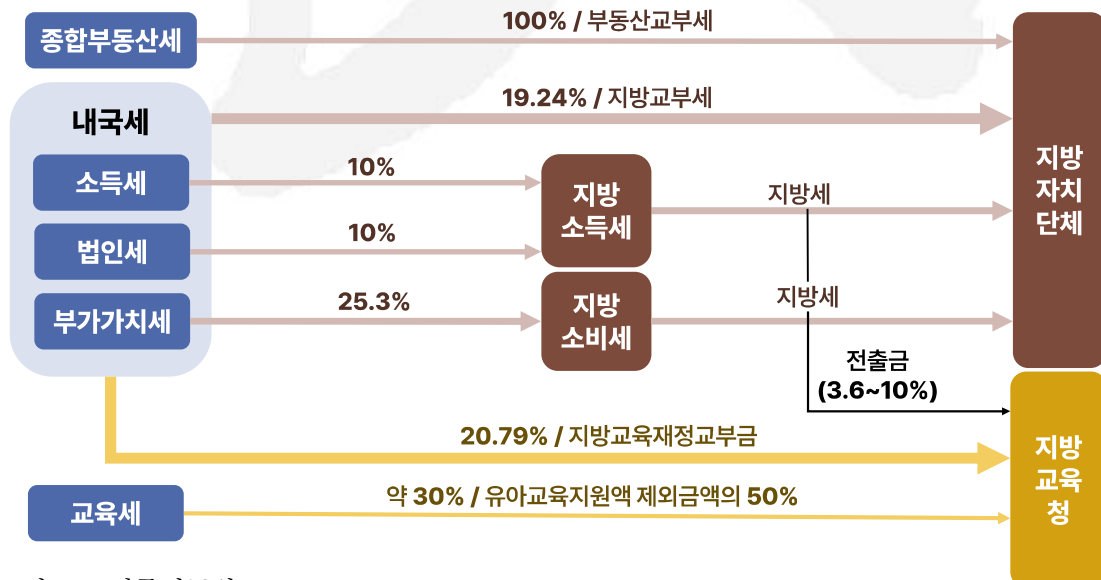 100% / 부동산교부세
종합부동산세
19.24% / 지방교부세
내국세
10%
소득세
지방
소득세
지방세
지방
자치
단체
10%
법인세
25.3%
부가가치세
지방
소비세
지방세
전출금
(3.6~10%)
20.79% / 지방교육재정교부금
약 30% / 유아교육지원액 제외금액의 50%
교육세
지방
교육
청